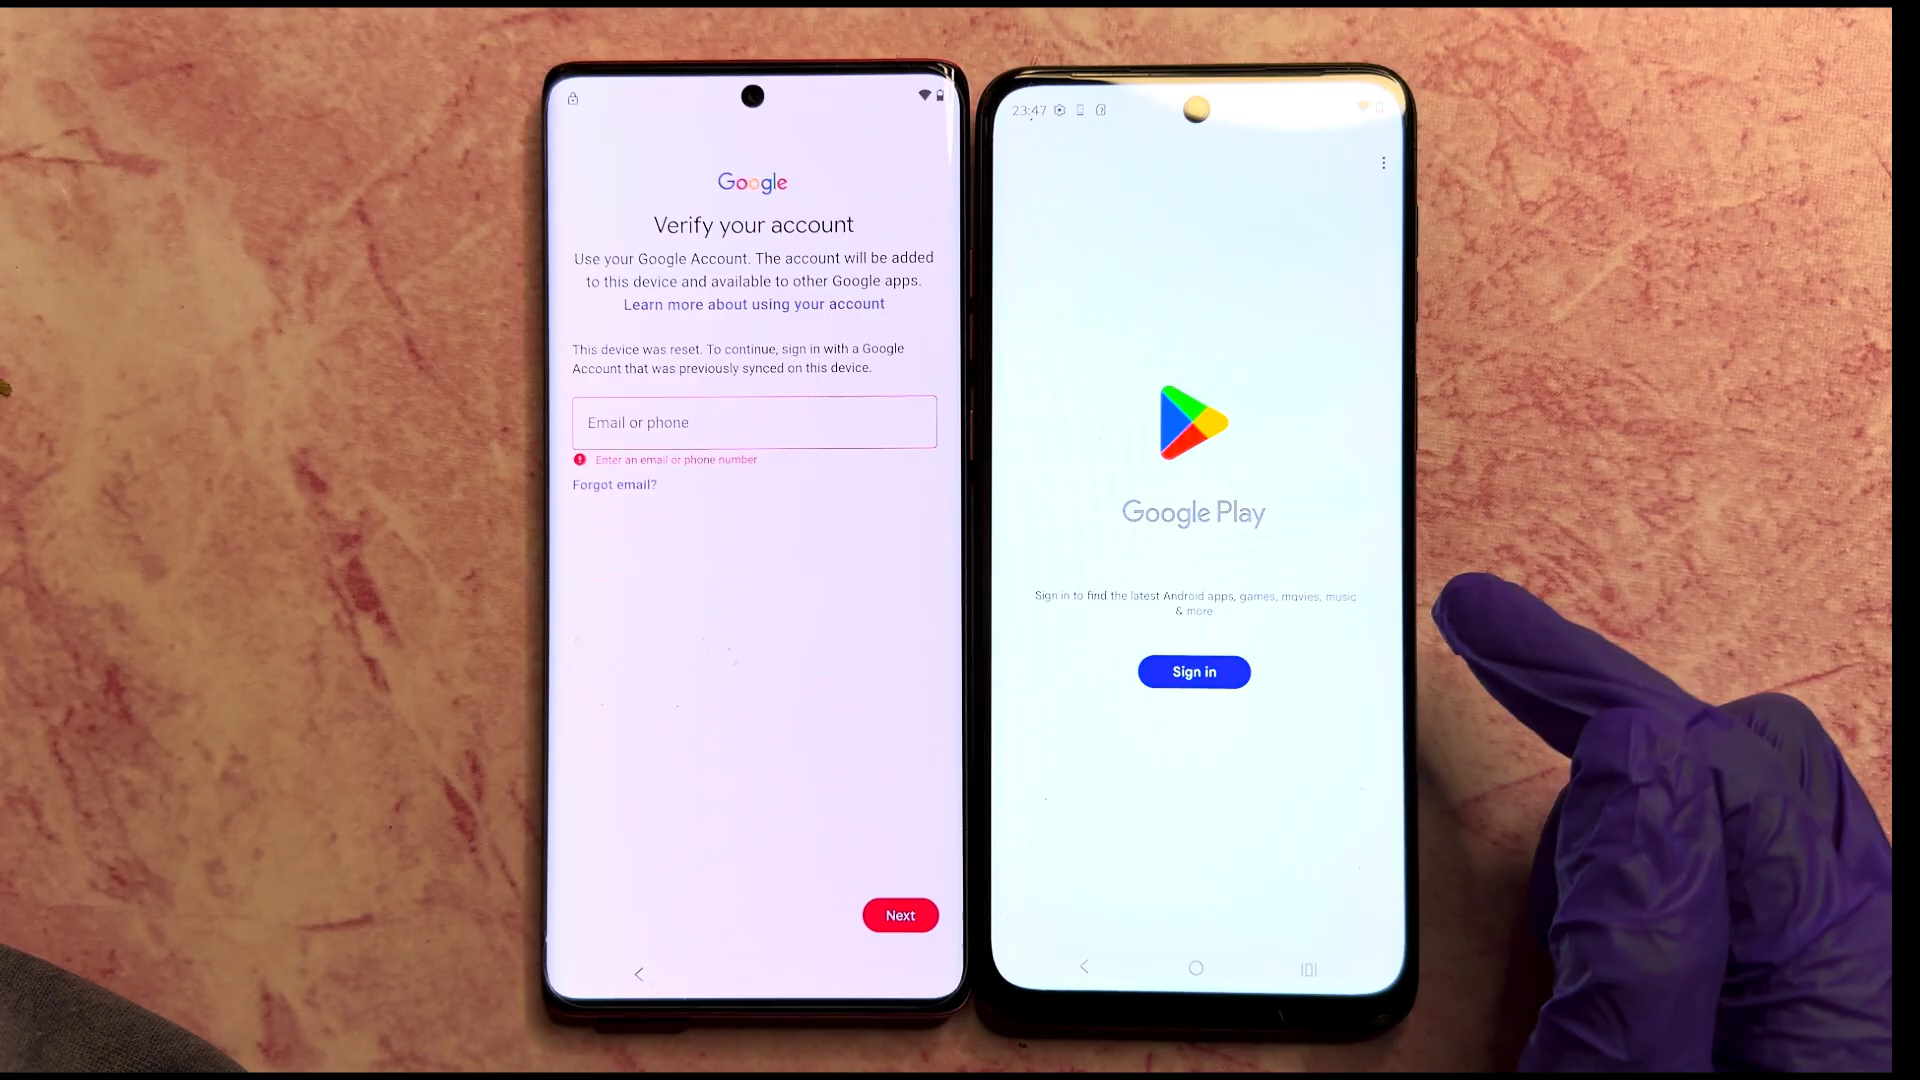 Google
Verify your account
Use your Google Account. The account will be added
to this device and available to other Google apps.
Learn more about using your account
This device was reset. To continue, sign in with a Google
Account that was previously synced on this device.
Email or phone
Enter an email or phone number
Forgot email?
Next
23:47
Google Play
Sign in to find the latest Android apps, games, movies, music
& more
Sign in